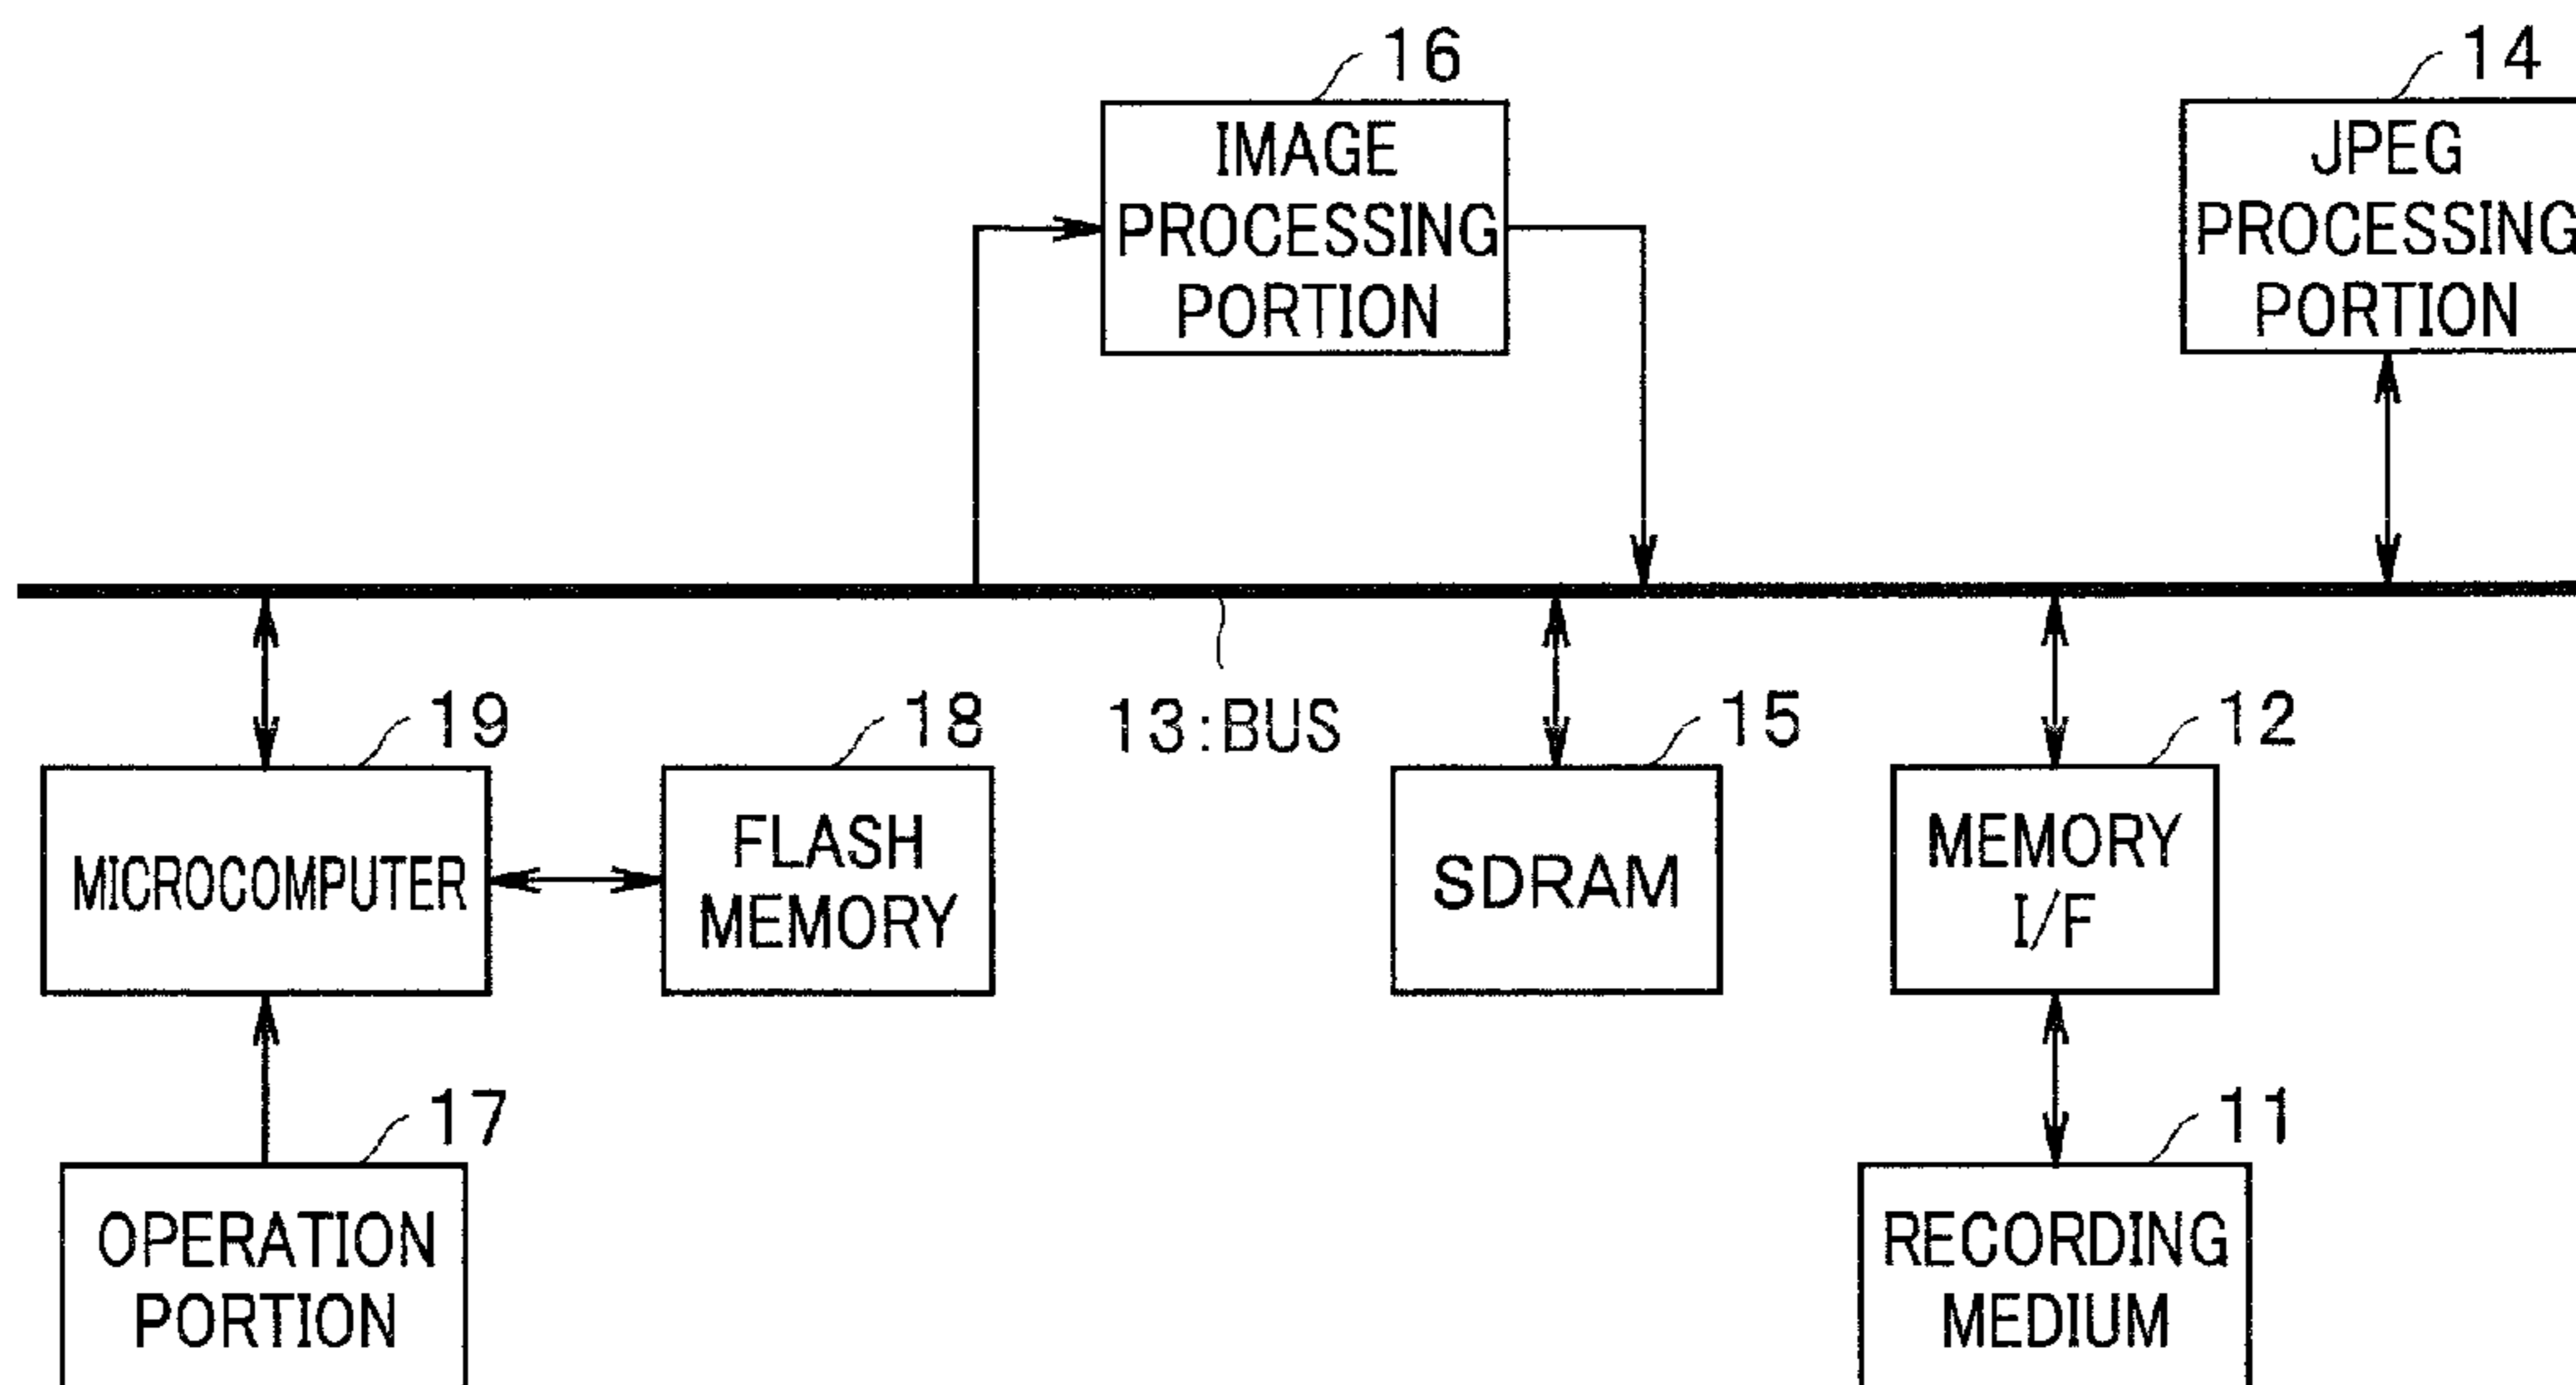 16
IMAGE
PROCESSING
PORTION
14
JPEG
PROCESSING
PORTION
13:BUS
19
MICROCOMPUTER
18
FLASH
MEMORY
15
SDRAM
12
MEMORY
I/F
17
OPERATION
PORTION
11
RECORDING
MEDIUM